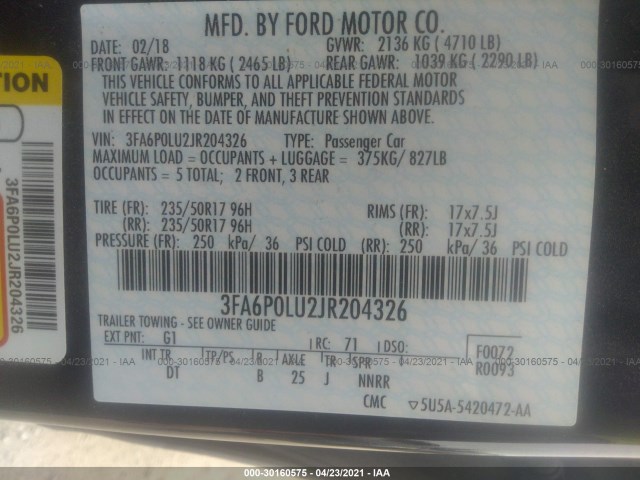 MFD. BY FORD MOTOR CO.
DATE: 02/18 GVWR: 2136 KG ( 4710 LB)
FRONT GAWR: 1118 KG ( 2465 LB) REAR GAWR: 1039 KG ( 2290 LB)
THIS VEHICLE CONFORMS TO ALL APPLICABLE FEDERAL MOTOR
VEHICLE SAFETY, BUMPER, AND THEFT PREVENTION STANDARDS
IN EFFECT ON THE DATE OF MANUFACTURE SHOWN ABOVE.
VIN: 3FA6P0LU2JR204326 TYPE: Passenger Car
MAXIMUM LOAD = OCCUPANTS + LUGGAGE = 375KG/ 827LB
OCCUPANTS = 5 TOTAL; 2 FRONT, 3 REAR
TIRE (FR): 235/50R17 96H RIMS (FR): 17x7.5J
(RR): 235/50R17 96H (RR): 17x7.5J
PRESSURE (FR): 250 kPa/ 36 PSI COLD (RR): 250 kPa/ 36 PSI COLD
3FA6P0LU2JR204326
TRAILER TOWING - SEE OWNER GUIDE
EXT PNT: G1 RC: 71 DSO: F0072
R0093
INT TR TP/PS R AXLE TR SPR
DT B 25 J NNRR
CMC ▽5U5A-5420472-AA
3FA6P0LU2JR204326
000-30160575 - 04/23/2021 - IAA